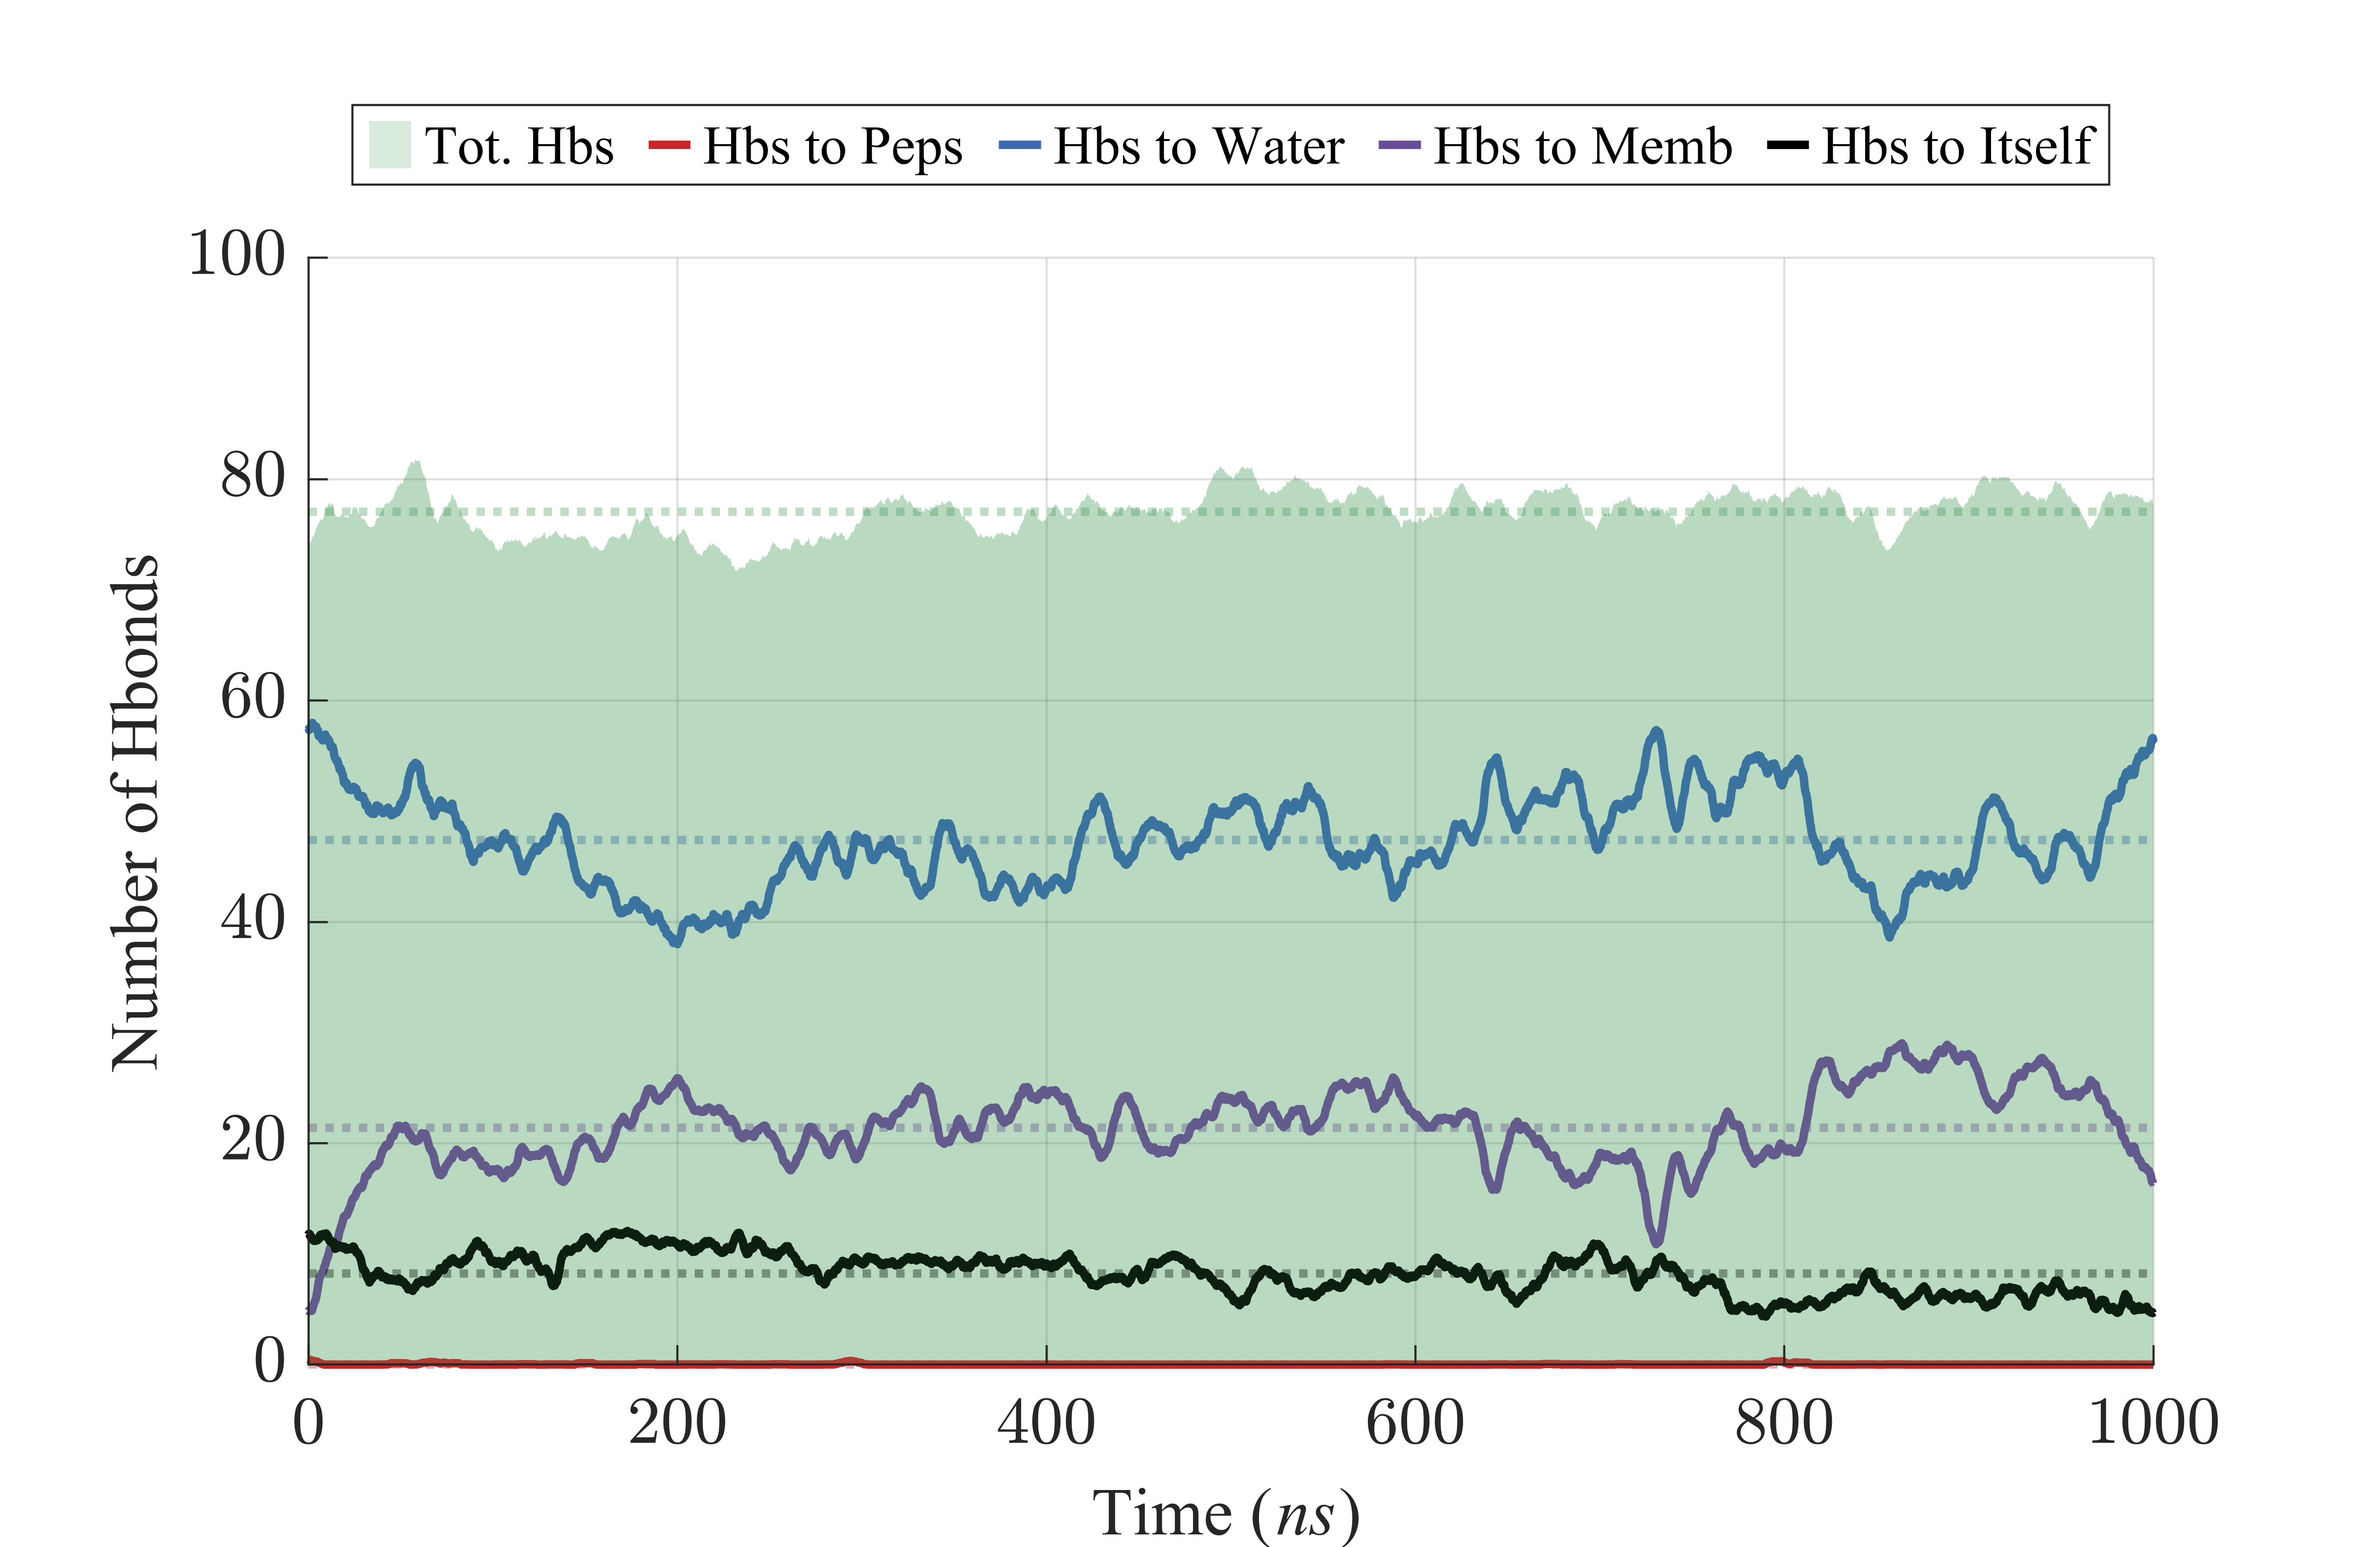 Tot. Hbs Hbs to Peps Hbs to Water Hbs to Memb Hbs to Itself
100
80
60
40
20
0
Number of Hbonds
0 200 400 600 800 1000
Time (ns)